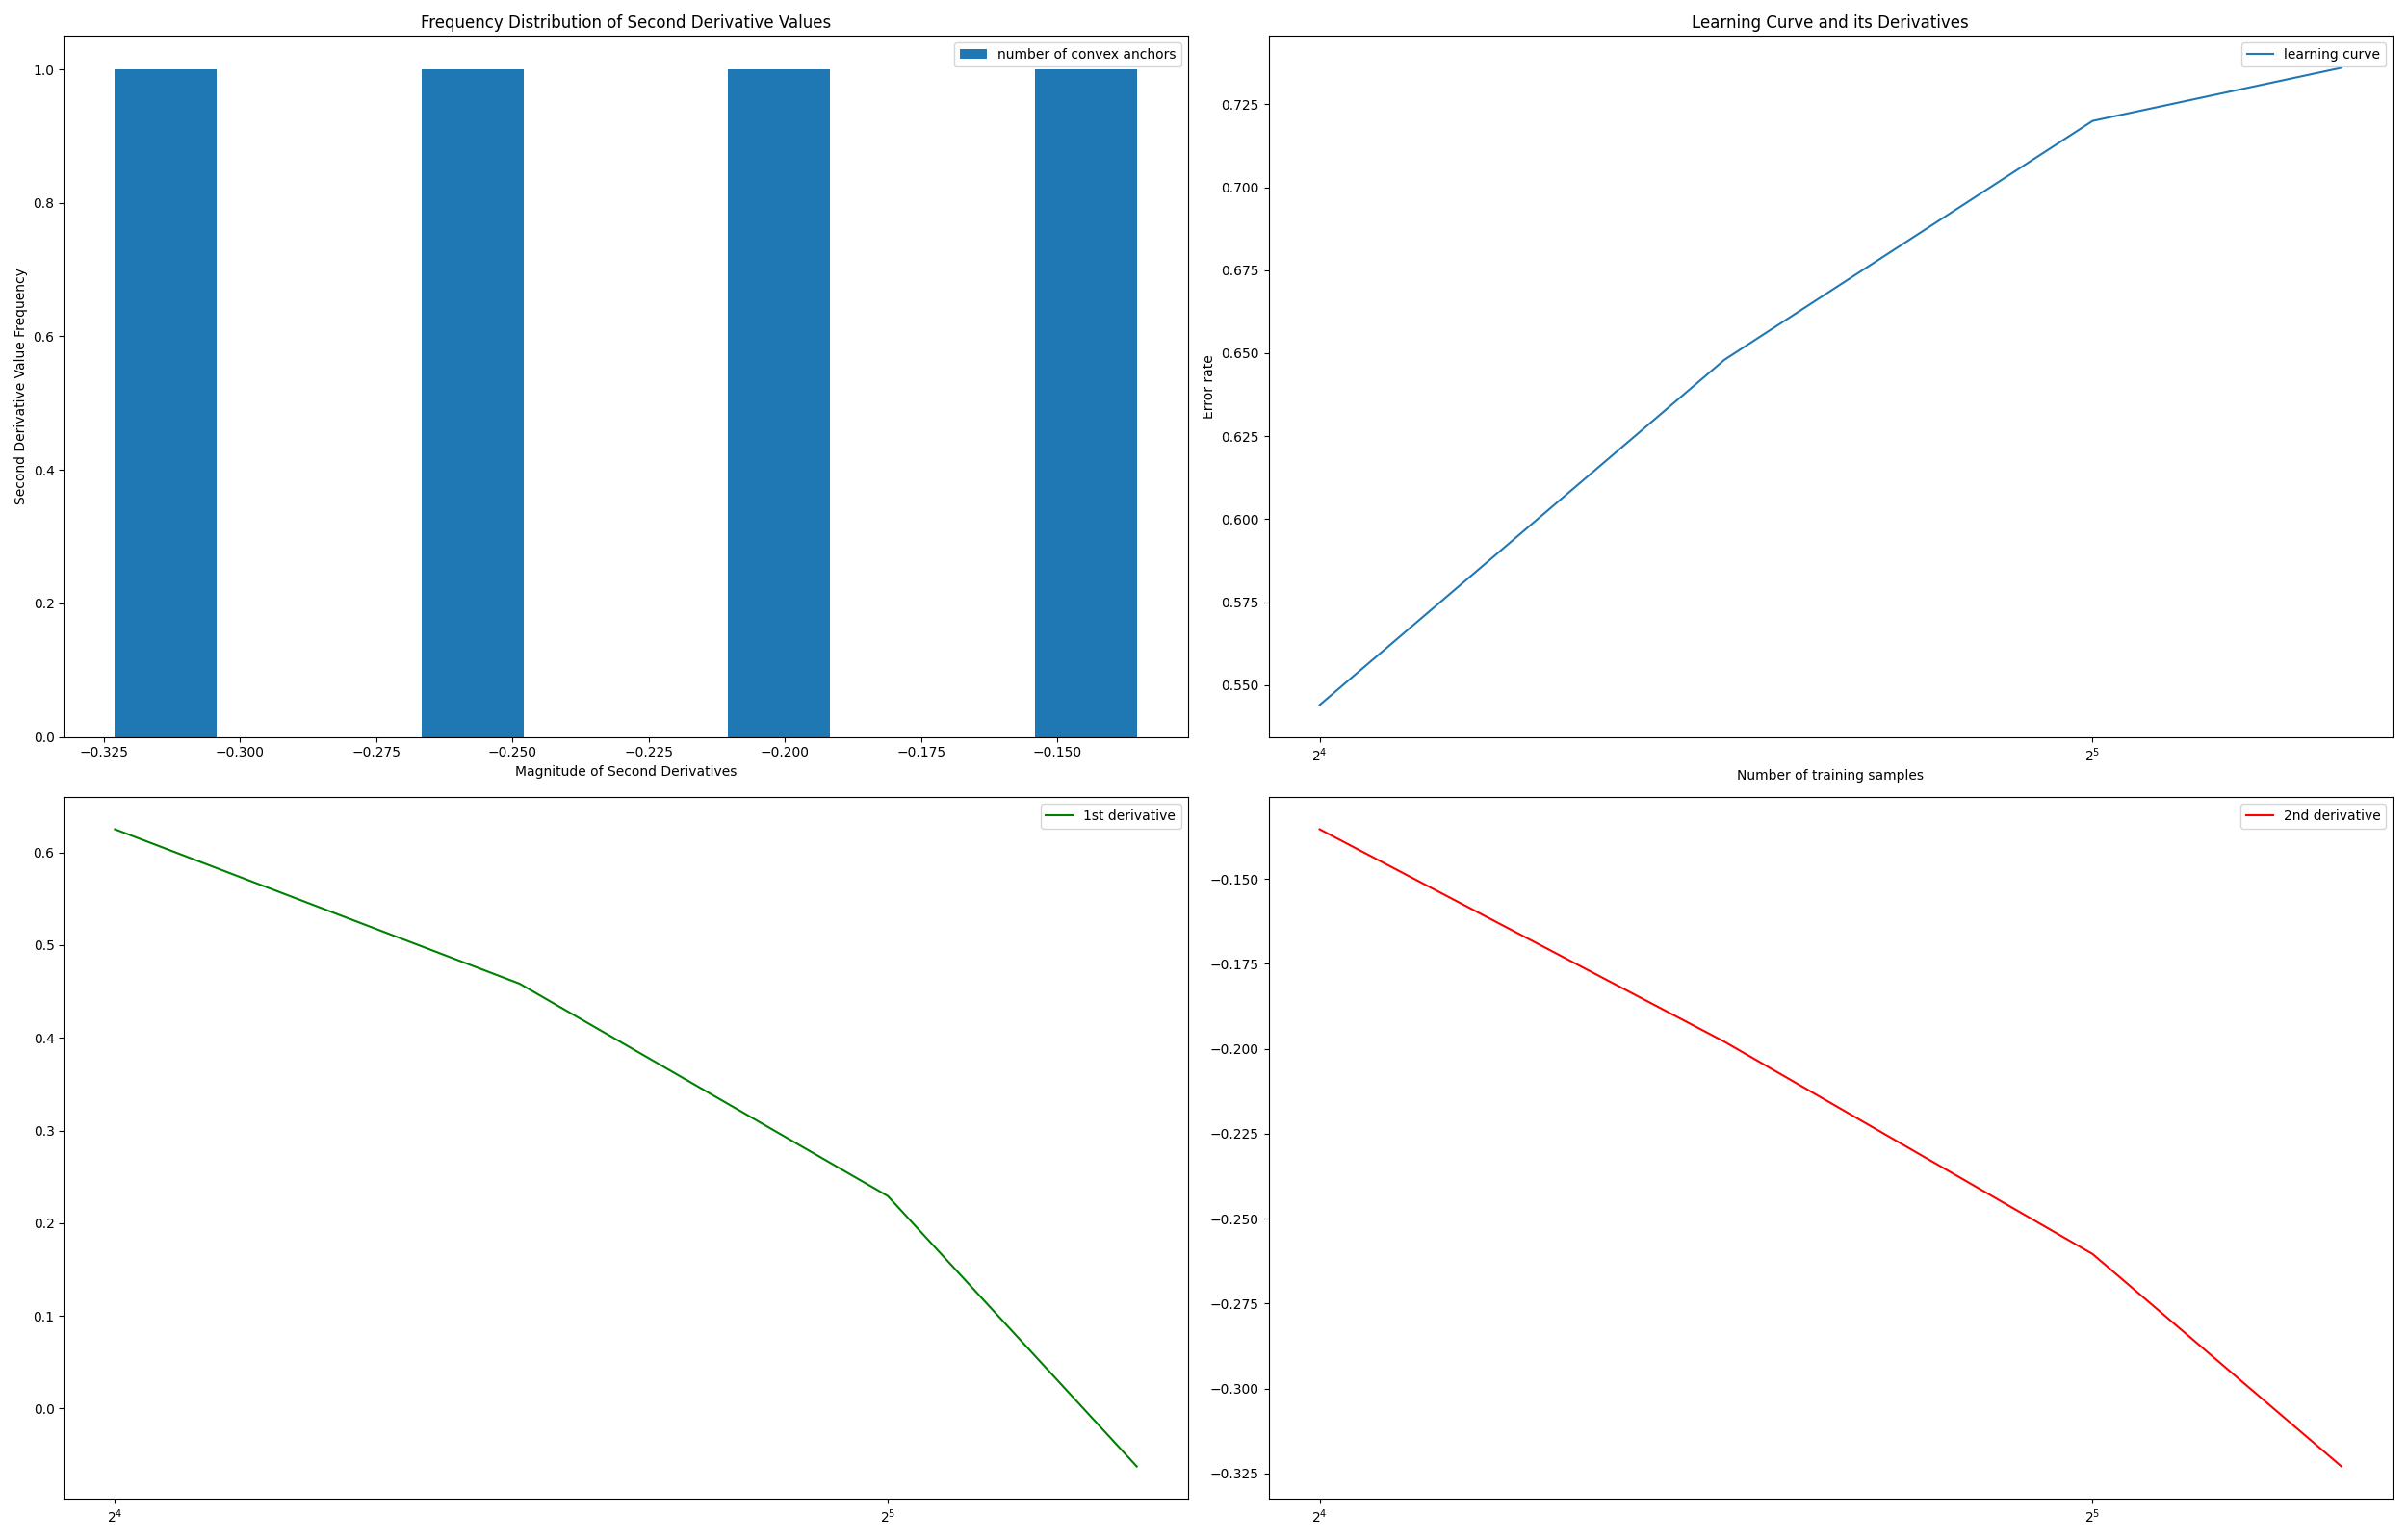 Frequency Distribution of Second Derivative Values
number of convex anchors
Second Derivative Value Frequency
1.0
0.8
0.6
0.4
0.2
0.0
−0.325 −0.300 −0.275 −0.250 −0.225 −0.200 −0.175 −0.150
Magnitude of Second Derivatives
Learning Curve and its Derivatives
learning curve
Error rate
0.725
0.700
0.675
0.650
0.625
0.600
0.575
0.550
2⁴ 2⁵
Number of training samples
1st derivative
0.6
0.5
0.4
0.3
0.2
0.1
0.0
2⁴ 2⁵
2nd derivative
−0.150
−0.175
−0.200
−0.225
−0.250
−0.275
−0.300
−0.325
2⁴ 2⁵